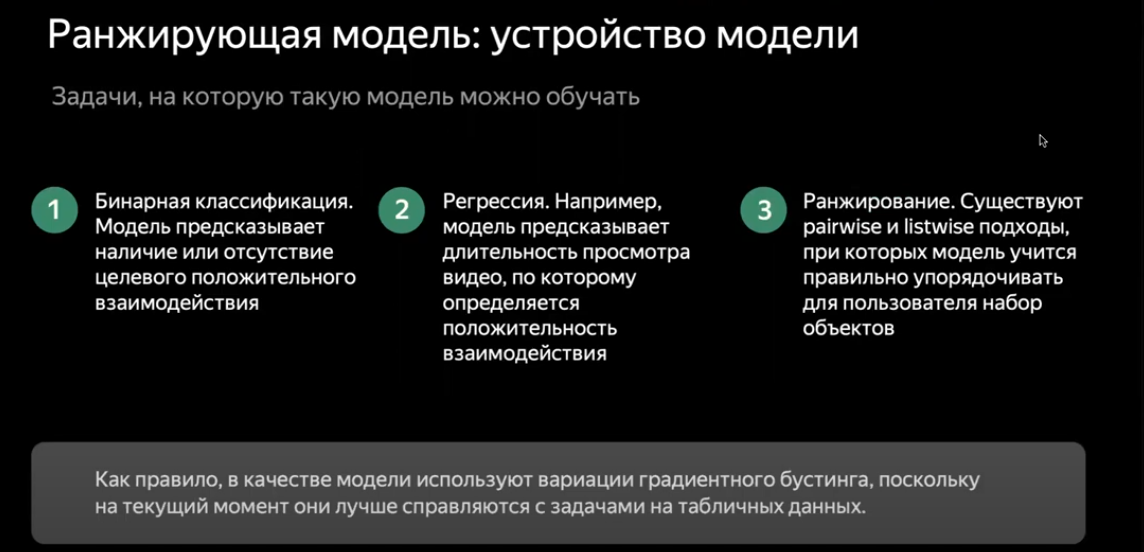 Ранжирующая модель: устройство модели
Задачи, на которую такую модель можно обучать
1
Бинарная классификация.
Модель предсказывает
наличие или отсутствие
целевого положительного
взаимодействия
2
Регрессия. Например,
модель предсказывает
длительность просмотра
видео, по которому
определяется
положительность
взаимодействия
3
Ранжирование. Существуют
pairwise и listwise подходы,
при которых модель учится
правильно упорядочивать
для пользователя набор
объектов
Как правило, в качестве модели используют вариации градиентного бустинга, поскольку
на текущий момент они лучше справляются с задачами на табличных данных.